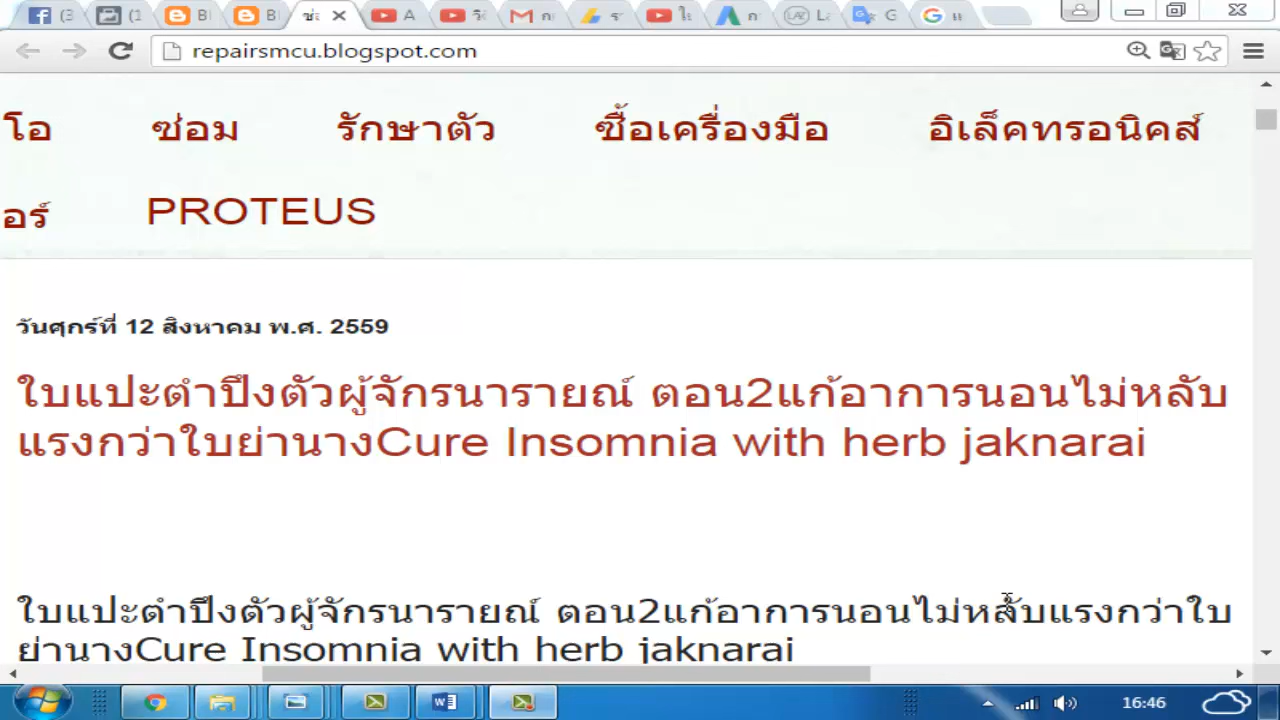 repairsmcu.blogspot.com
โอ ซ่อม รักษาตัว ซื้อเครื่องมือ อิเล็คทรอนิคส์
อร์ PROTEUS
วันศุกร์ที่ 12 สิงหาคม พ.ศ. 2559
ใบแปะตำปึงตัวผู้จักรนารายณ์ ตอน2แก้อาการนอนไม่หลับ
แรงกว่าใบย่านางCure Insomnia with herb jaknarai
ใบแปะตำปึงตัวผู้จักรนารายณ์ ตอน2แก้อาการนอนไม่หลับแรงกว่าใบ
ย่านางCure Insomnia with herb jaknarai
16:46